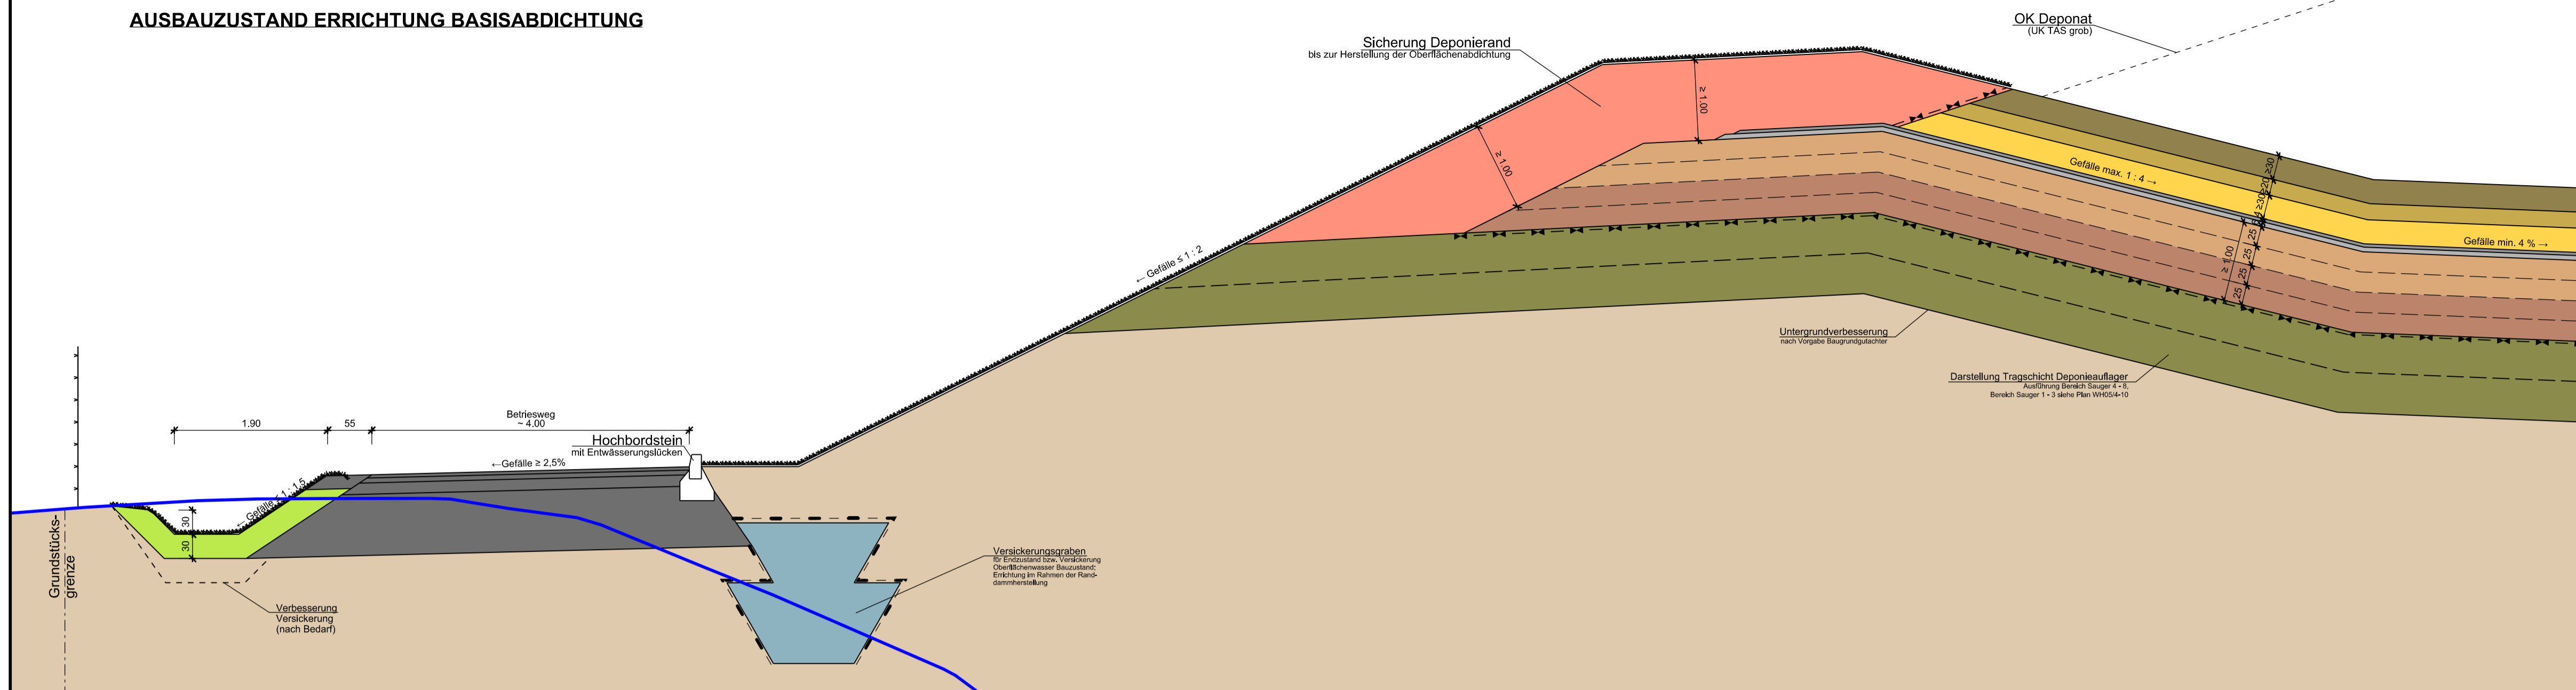 AUSBAUZUSTAND ERRICHTUNG BASISABDICHTUNG
OK Deponat
(UK TAS grob)
Sicherung Deponierand
bis zur Herstellung der Oberflächenabdichtung
≥ 1.00
≥ 1.00
Gefälle max. 1 : 4 →
≥30
≥20
≥30
25
25
25
25
≥ 1.00
Gefälle min. 4 % →
← Gefälle ≤ 1 : 2
Untergrundverbesserung
nach Vorgabe Baugrundgutachter
Darstellung Tragschicht Deponieauflager
Ausführung Bereich Sauger 4 - 8,
Bereich Sauger 1 - 3 siehe Plan WH05/4-10
1.90
55
Betriesweg
~ 4.00
Hochbordstein
mit Entwässerungslücken
←Gefälle ≥ 2,5%
← Gefälle ≤ 1 : 1,5
30
30
Grundstücks-
grenze
Verbesserung
Versickerung
(nach Bedarf)
Versickerungsgraben
für Endzustand bzw. Versickerung
Oberflächenwasser Bauzustand;
Errichtung im Rahmen der Rand-
dammherstellung